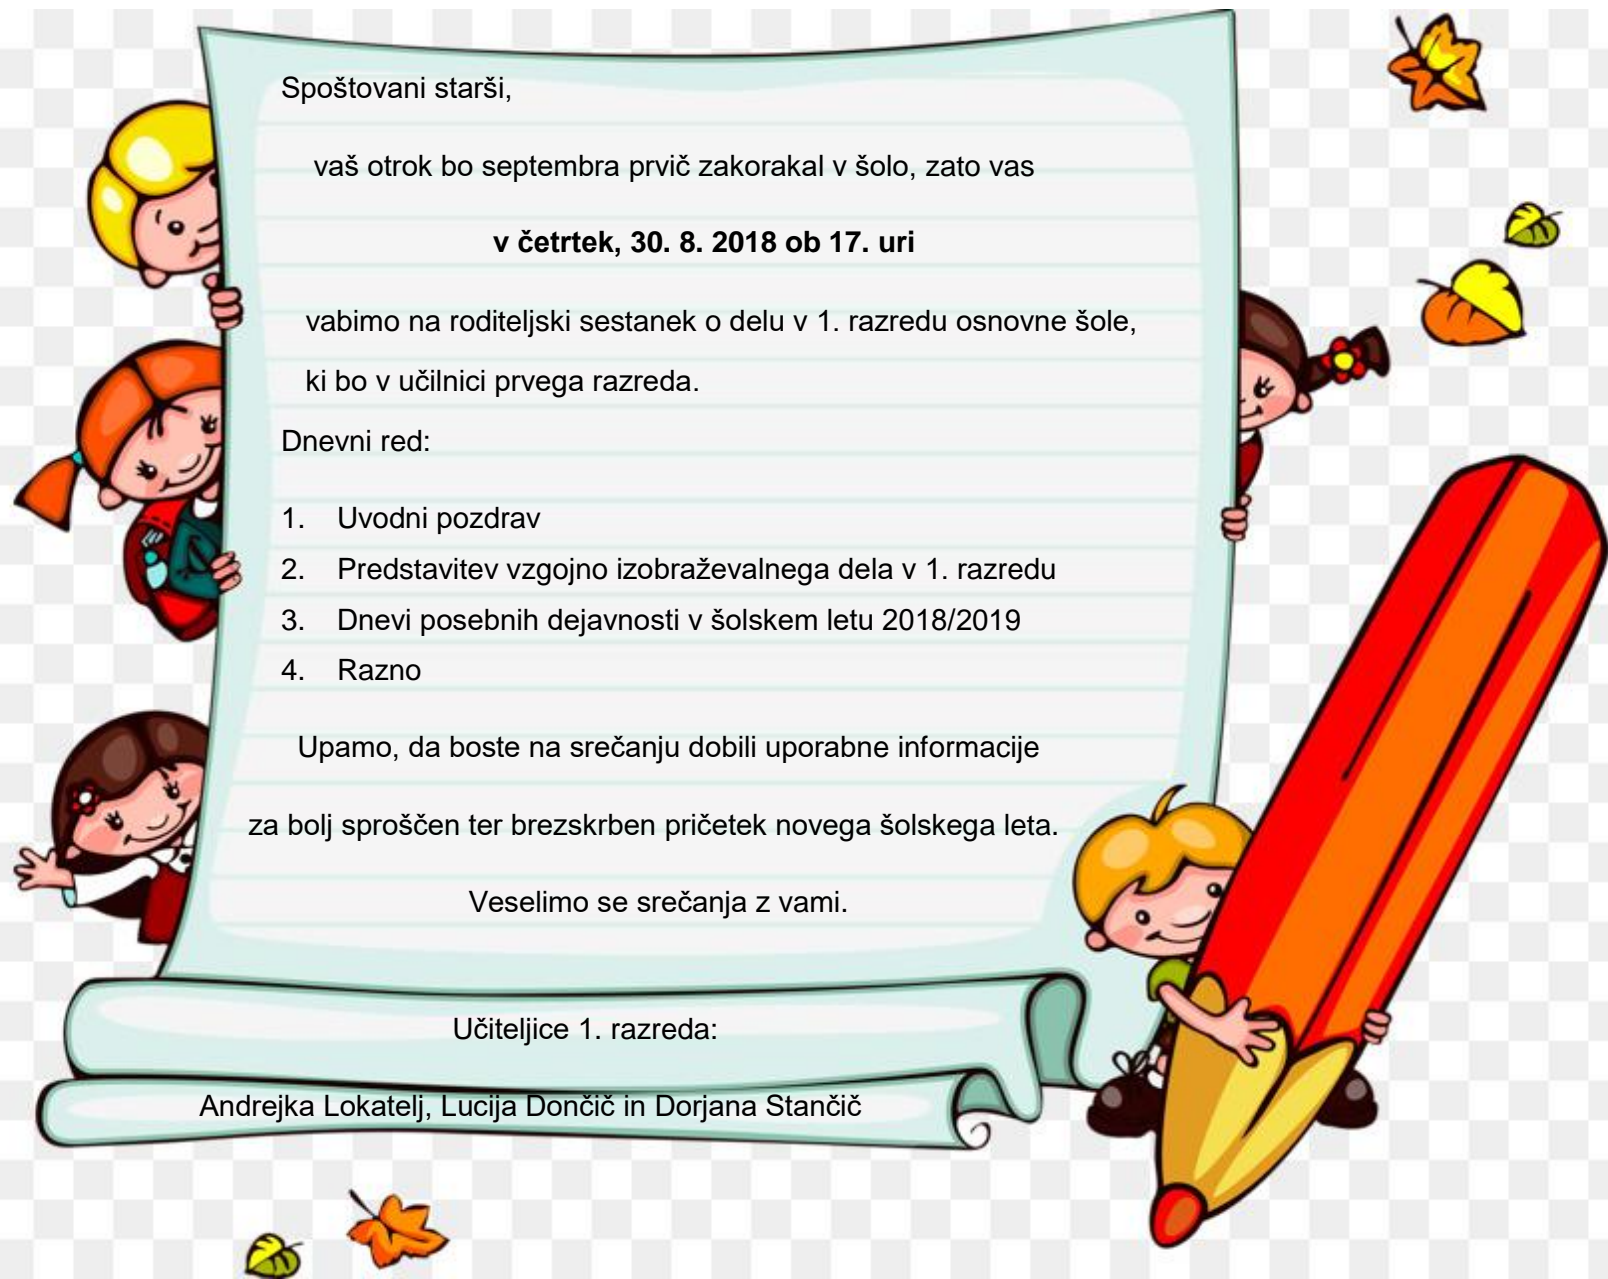 Spoštovani starši,
vaš otrok bo septembra prvič zakorakal v šolo, zato vas
v četrtek, 30. 8. 2018 ob 17. uri
vabimo na roditeljski sestanek o delu v 1. razredu osnovne šole,
ki bo v učilnici prvega razreda.
Dnevni red:
1. Uvodni pozdrav
2. Predstavitev vzgojno izobraževalnega dela v 1. razredu
3. Dnevi posebnih dejavnosti v šolskem letu 2018/2019
4. Razno
Upamo, da boste na srečanju dobili uporabne informacije
za bolj sproščen ter brezskrben pričetek novega šolskega leta.
Veselimo se srečanja z vami.
Učiteljice 1. razreda:
Andrejka Lokatelj, Lucija Dončič in Dorjana Stančič